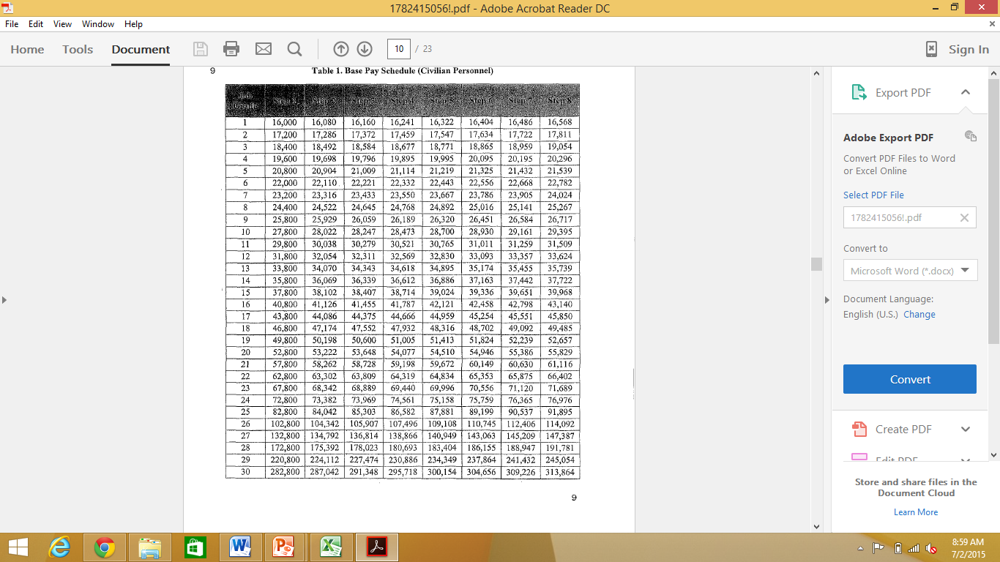 1782415056!.pdf - Adobe Acrobat Reader DC
File Edit View Window Help
Home Tools Document 10 / 23 Sign In
9 Table 1. Base Pay Schedule (Civilian Personnel)
Job Grade Step 1 Step 2 Step 3 Step 4 Step 5 Step 6 Step 7 Step 8
1 16,000 16,080 16,160 16,241 16,322 16,404 16,486 16,568
2 17,200 17,286 17,372 17,459 17,547 17,634 17,722 17,811
3 18,400 18,492 18,584 18,677 18,771 18,865 18,959 19,054
4 19,600 19,698 19,796 19,895 19,995 20,095 20,195 20,296
5 20,800 20,904 21,009 21,114 21,219 21,325 21,432 21,539
6 22,000 22,110 22,221 22,332 22,443 22,556 22,668 22,782
7 23,200 23,316 23,433 23,550 23,667 23,786 23,905 24,024
8 24,400 24,522 24,645 24,768 24,892 25,016 25,141 25,267
9 25,800 25,929 26,059 26,189 26,320 26,451 26,584 26,717
10 27,800 28,022 28,247 28,473 28,700 28,930 29,161 29,395
11 29,800 30,038 30,279 30,521 30,765 31,011 31,259 31,509
12 31,800 32,054 32,311 32,569 32,830 33,093 33,357 33,624
13 33,800 34,070 34,343 34,618 34,895 35,174 35,455 35,739
14 35,800 36,069 36,339 36,612 36,886 37,163 37,442 37,722
15 37,800 38,102 38,407 38,714 39,024 39,336 39,651 39,968
16 40,800 41,126 41,455 41,787 42,121 42,458 42,798 43,140
17 43,800 44,086 44,375 44,666 44,959 45,254 45,551 45,850
18 46,800 47,174 47,552 47,932 48,316 48,702 49,092 49,485
19 49,800 50,198 50,600 51,005 51,413 51,824 52,239 52,657
20 52,800 53,222 53,648 54,077 54,510 54,946 55,386 55,829
21 57,800 58,262 58,728 59,198 59,672 60,149 60,630 61,116
22 62,800 63,302 63,809 64,319 64,834 65,353 65,875 66,402
23 67,800 68,342 68,889 69,440 69,996 70,556 71,120 71,689
24 72,800 73,382 73,969 74,561 75,158 75,759 76,365 76,976
25 82,800 84,042 85,303 86,582 87,881 89,199 90,537 91,895
26 102,800 104,342 105,907 107,496 109,108 110,745 112,406 114,092
27 132,800 134,792 136,814 138,866 140,949 143,063 145,209 147,387
28 172,800 175,392 178,023 180,693 183,404 186,155 188,947 191,781
29 220,800 224,112 227,474 230,886 234,349 237,864 241,432 245,054
30 282,800 287,042 291,348 295,718 300,154 304,656 309,226 313,864
9
Export PDF
Adobe Export PDF
Convert PDF Files to Word
or Excel Online
Select PDF File
1782415056!.pdf
Convert to
Microsoft Word (*.docx)
Document Language:
English (U.S.) Change
Convert
Create PDF
Edit PDF
Store and share files in the
Document Cloud
Learn More
8:59 AM
7/2/2015